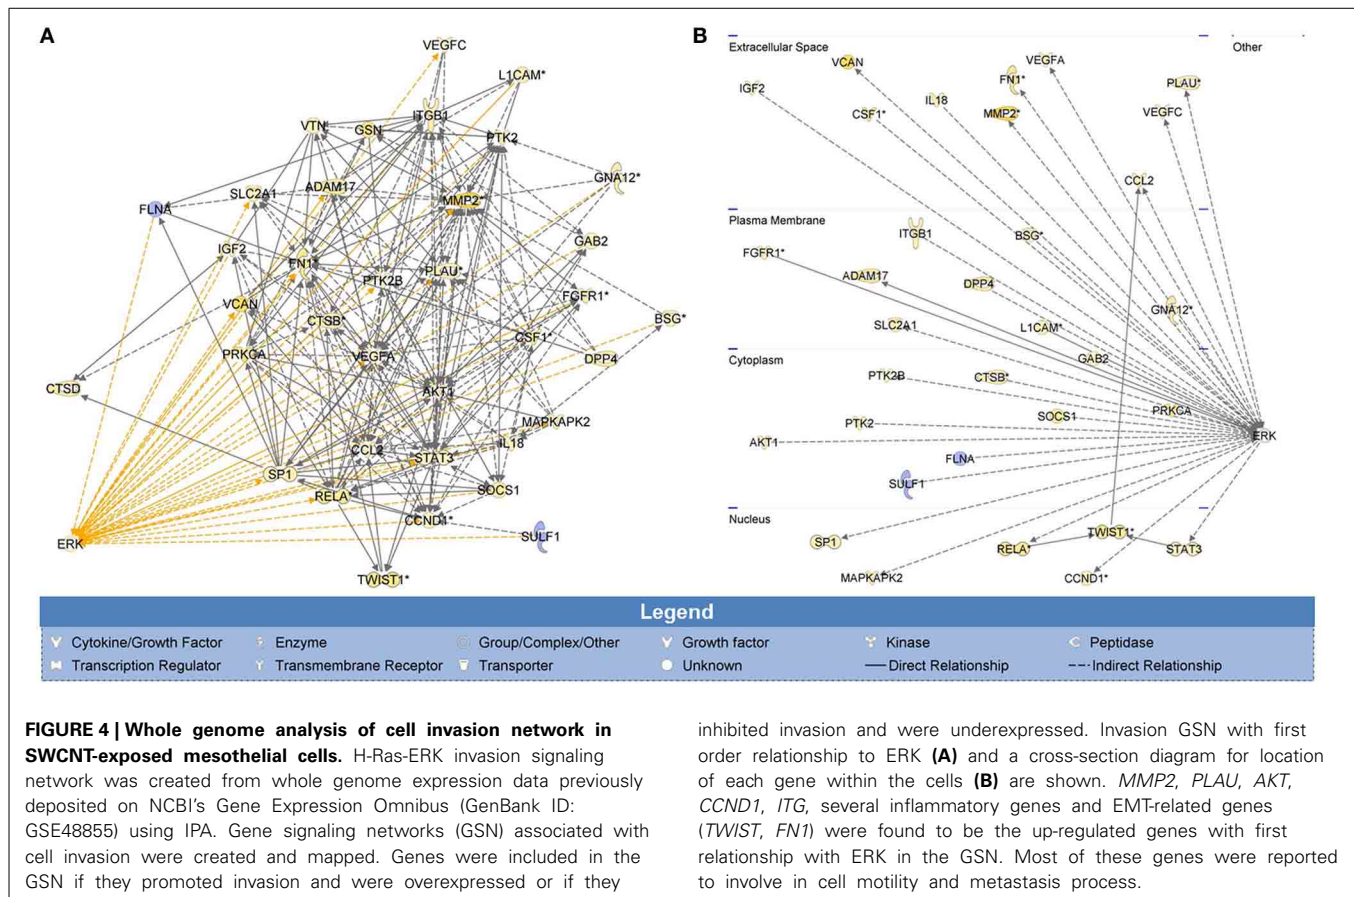 A
VEGFC
L1CAM*
ITGB1
VTN*
GSN
PTK2
GNA12*
SLC2A1
ADAM17
MMP2*
FLNA
GAB2
IGF2
FN1*
PTK2B
PLAU*
VCAN
CTSB*
FGFR1*
BSG*
CSF1*
PRKCA
VEGFA
DPP4
CTSD
AKT1
MAPKAPK2
IL18
CCL2
STAT3
SP1
RELA*
SOCS1
CCND1*
SULF1
ERK
TWIST1*
B
Extracellular Space
Other
VCAN
VEGFA
IGF2
FN1*
PLAU*
IL18
CSF1*
MMP2*
VEGFC
CCL2
Plasma Membrane
ITGB1
BSG*
FGFR1*
ADAM17
DPP4
GNA12*
SLC2A1
L1CAM*
Cytoplasm
GAB2
PTK2B
CTSB*
PRKCA
SOCS1
PTK2
ERK
AKT1
FLNA
SULF1
Nucleus
SP1
TWIST1*
RELA*
STAT3
MAPKAPK2
CCND1*
Legend
Cytokine/Growth Factor
Enzyme
Group/Complex/Other
Growth factor
Kinase
Peptidase
Transcription Regulator
Transmembrane Receptor
Transporter
Unknown
Direct Relationship
Indirect Relationship
FIGURE 4 | Whole genome analysis of cell invasion network in
SWCNT-exposed mesothelial cells. H-Ras-ERK invasion signaling
network was created from whole genome expression data previously
deposited on NCBI's Gene Expression Omnibus (GenBank ID:
GSE48855) using IPA. Gene signaling networks (GSN) associated with
cell invasion were created and mapped. Genes were included in the
GSN if they promoted invasion and were overexpressed or if they
inhibited invasion and were underexpressed. Invasion GSN with first
order relationship to ERK (A) and a cross-section diagram for location
of each gene within the cells (B) are shown. MMP2, PLAU, AKT,
CCND1, ITG, several inflammatory genes and EMT-related genes
(TWIST, FN1) were found to be the up-regulated genes with first
relationship with ERK in the GSN. Most of these genes were reported
to involve in cell motility and metastasis process.